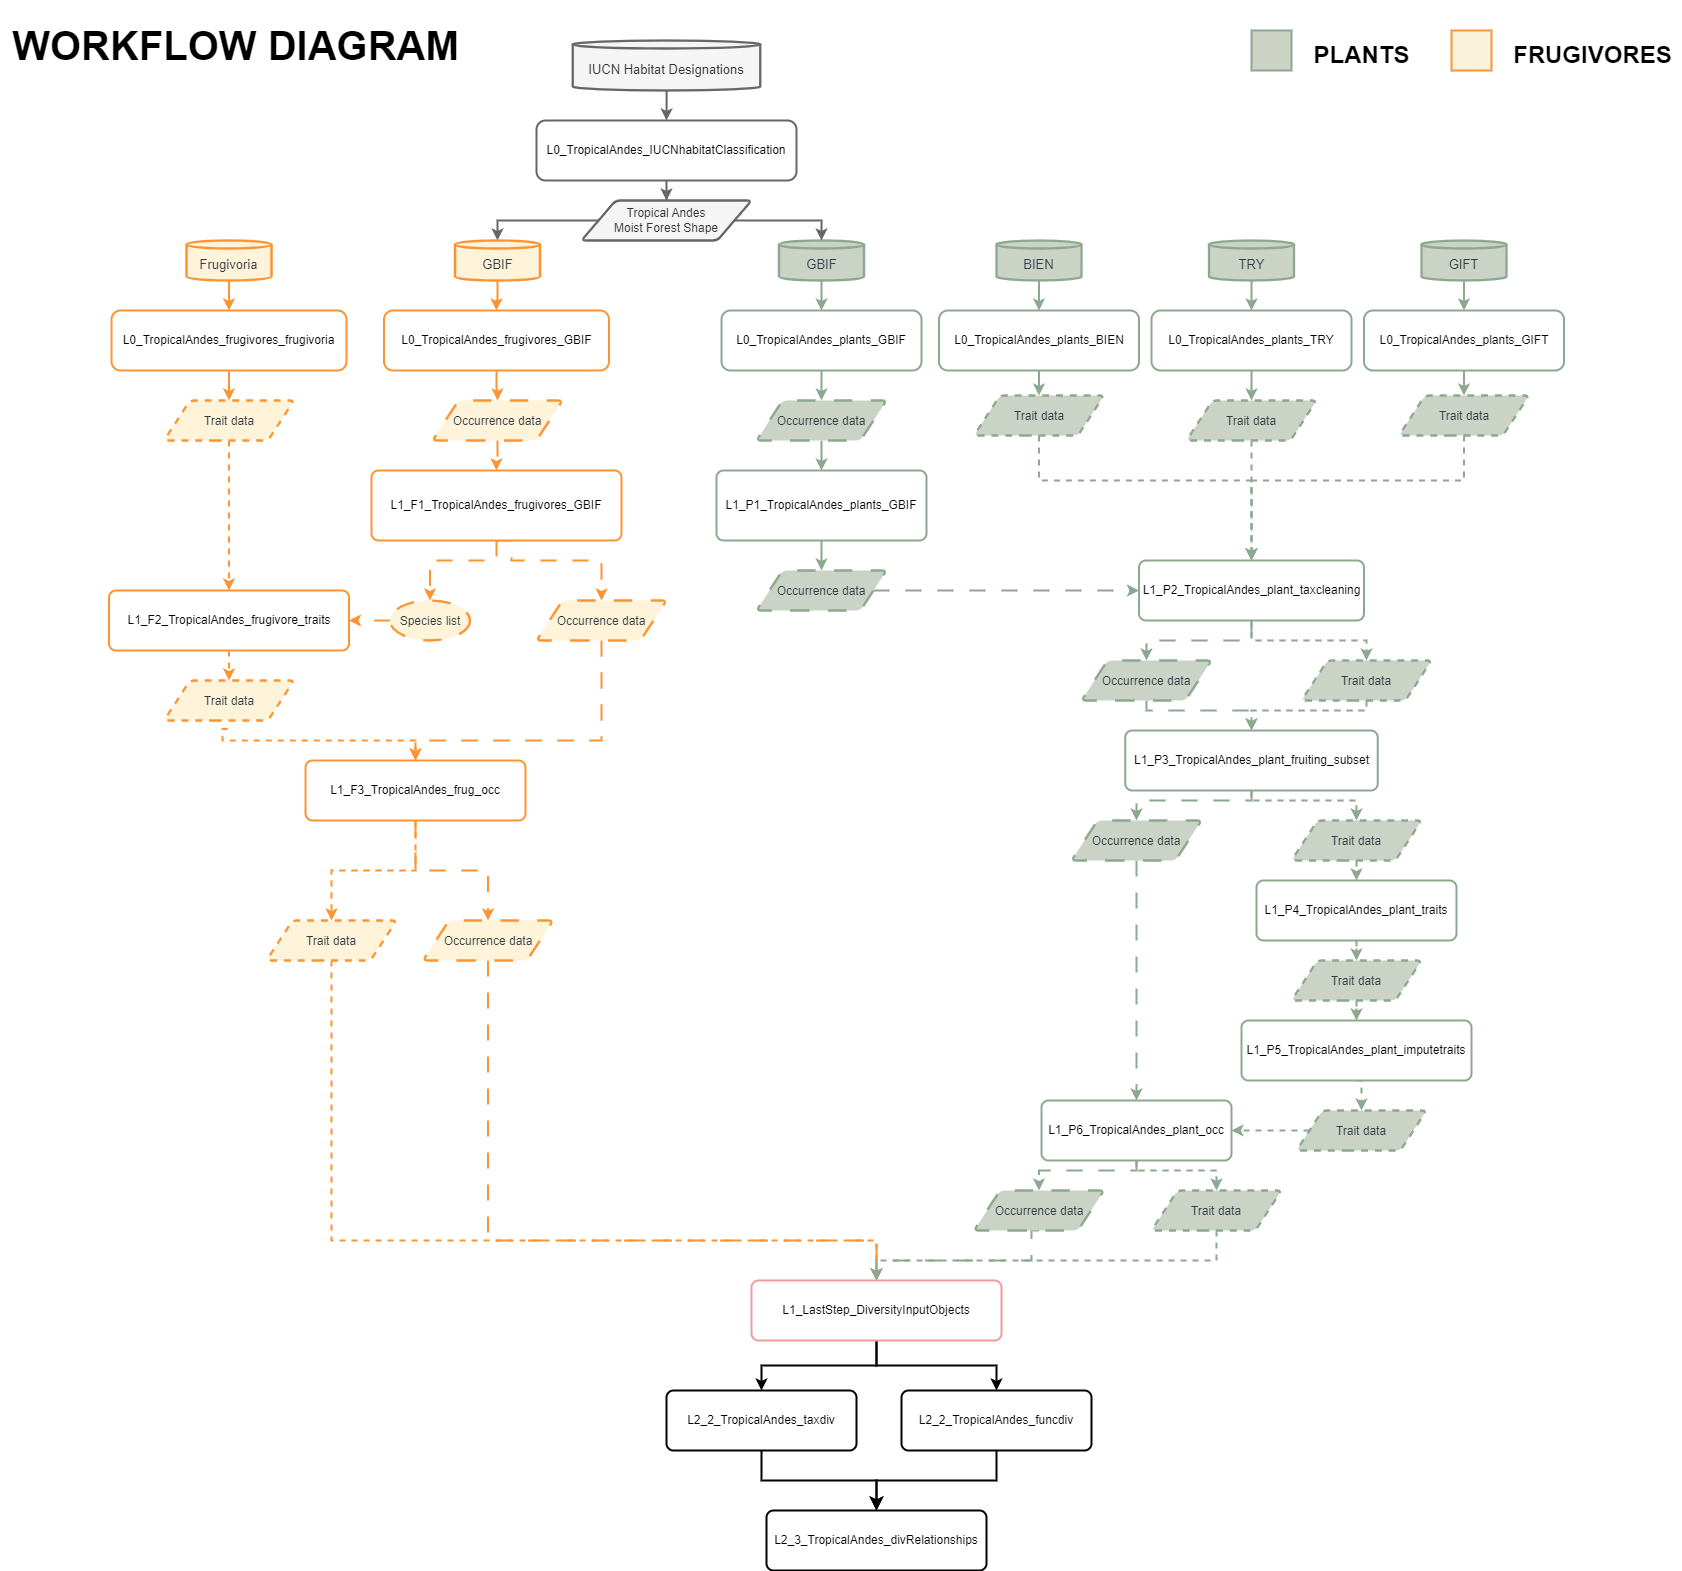 WORKFLOW DIAGRAM
PLANTS
FRUGIVORES
IUCN Habitat Designations
L0_TropicalAndes_IUCNhabitatClassification
Tropical Andes
Moist Forest Shape
Frugivoria
GBIF
GBIF
BIEN
TRY
GIFT
L0_TropicalAndes_frugivores_frugivoria
L0_TropicalAndes_frugivores_GBIF
L0_TropicalAndes_plants_GBIF
L0_TropicalAndes_plants_BIEN
L0_TropicalAndes_plants_TRY
L0_TropicalAndes_plants_GIFT
Trait data
Occurrence data
Occurrence data
Trait data
Trait data
Trait data
L1_F1_TropicalAndes_frugivores_GBIF
L1_P1_TropicalAndes_plants_GBIF
Occurrence data
L1_P2_TropicalAndes_plant_taxcleaning
L1_F2_TropicalAndes_frugivore_traits
Species list
Occurrence data
Trait data
Occurrence data
Trait data
L1_P3_TropicalAndes_plant_fruiting_subset
L1_F3_TropicalAndes_frug_occ
Occurrence data
Trait data
L1_P4_TropicalAndes_plant_traits
Trait data
Occurrence data
Trait data
L1_P5_TropicalAndes_plant_imputetraits
L1_P6_TropicalAndes_plant_occ
Trait data
Occurrence data
Trait data
L1_LastStep_DiversityInputObjects
L2_2_TropicalAndes_taxdiv
L2_2_TropicalAndes_funcdiv
L2_3_TropicalAndes_divRelationships